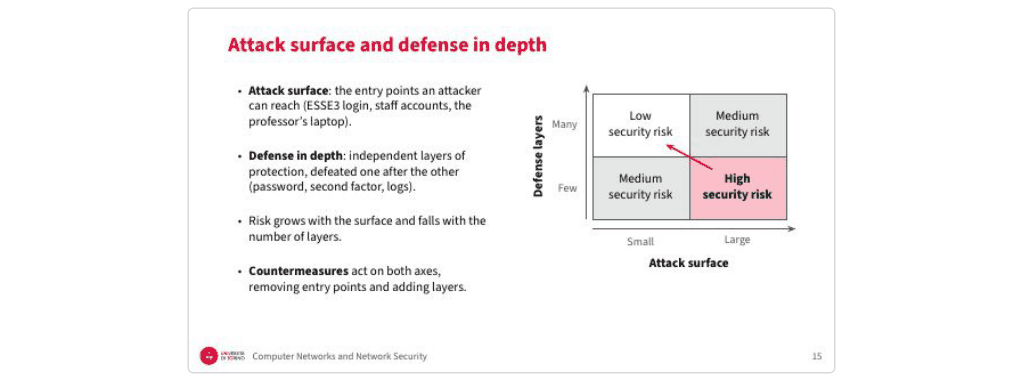 Attack surface and defense in depth
• Attack surface: the entry points an attacker
can reach (ESSE3 login, staff accounts, the
professor's laptop).
• Defense in depth: independent layers of
protection, defeated one after the other
(password, second factor, logs).
• Risk grows with the surface and falls with the
number of layers.
• Countermeasures act on both axes,
removing entry points and adding layers.
Defense layers
Many
Few
Low
security risk
Medium
security risk
Medium
security risk
High
security risk
Small
Large
Attack surface
UNIVERSITÀ
DI TORINO
Computer Networks and Network Security
15